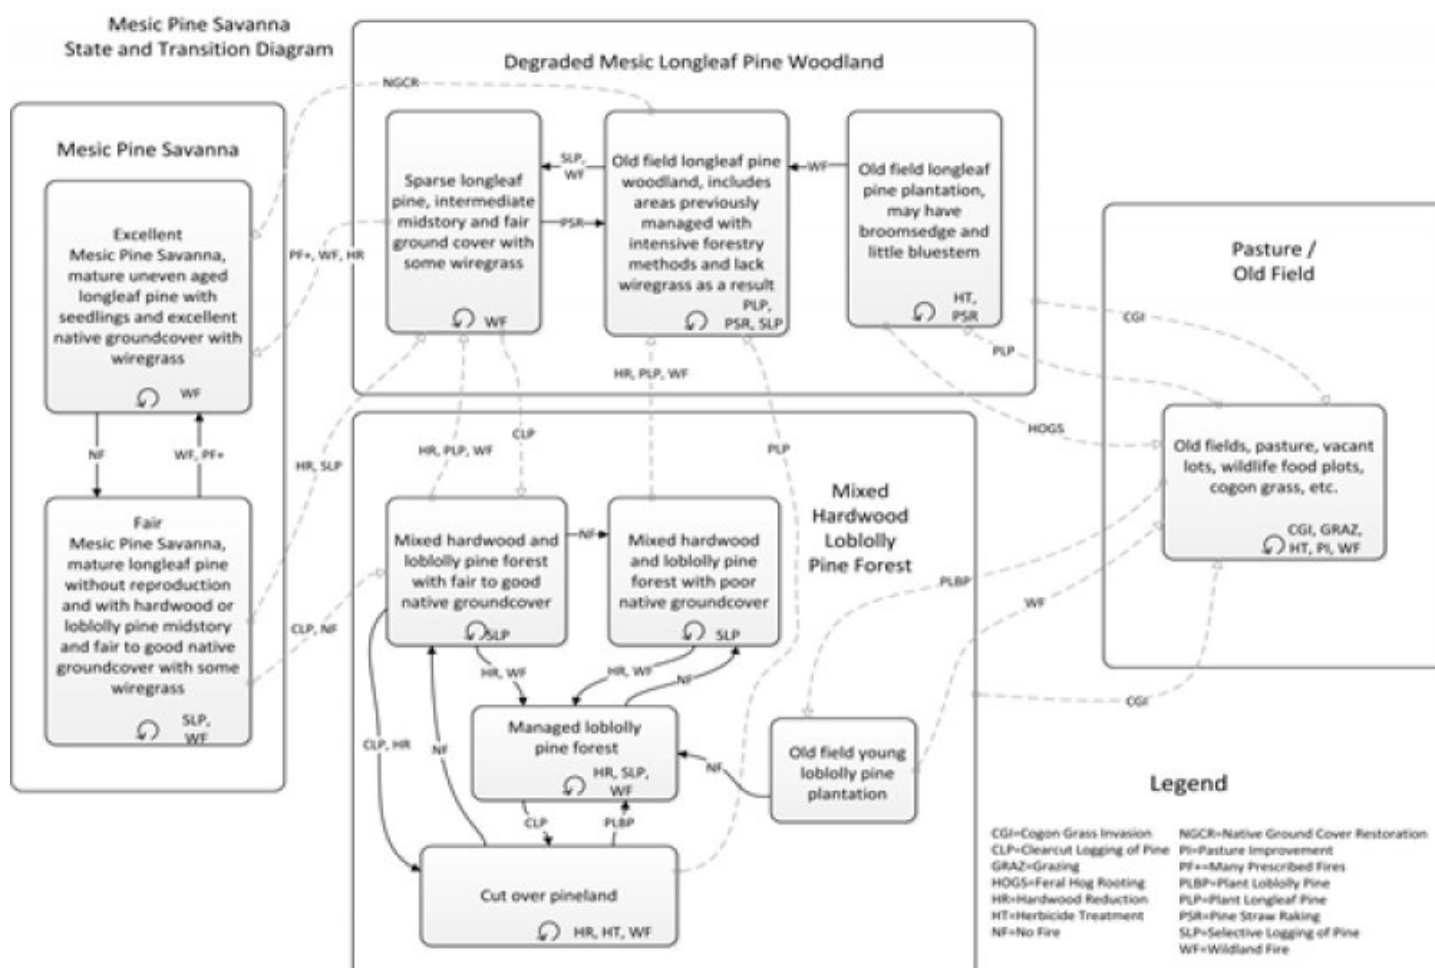 Mesic Pine Savanna
State and Transition Diagram
Degraded Mesic Longleaf Pine Woodland
NGCR
Mesic Pine Savanna
Excellent
Mesic Pine Savanna,
mature uneven aged
longleaf pine with
seedlings and excellent
native groundcover with
wiregrass
WF
NF
WF, PF+
Fair
Mesic Pine Savanna,
mature longleaf pine
without reproduction
and with hardwood or
loblolly pine midstory
and fair to good native
groundcover with some
wiregrass
SLP,
WF
PF+, WF, HR
HR, SLP
CLP, NF
Sparse longleaf
pine, intermediate
midstory and fair
ground cover with
some wiregrass
WF
SLP,
WF
PSR
Old field longleaf pine
woodland, includes
areas previously
managed with
intensive forestry
methods and lack
wiregrass as a result
PLP,
PSR, SLP
WF
Old field longleaf
pine plantation,
may have
broomsedge and
little bluestem
HT,
PSR
HR, PLP, WF
CLP
HR, PLP, WF
PLP
HOGS
PLP
CGI
Pasture /
Old Field
Old fields, pasture, vacant
lots, wildlife food plots,
cogon grass, etc.
CGI, GRAZ,
HT, PI, WF
PLBP
WF
CGI
Mixed
Hardwood
Loblolly
Pine Forest
Mixed hardwood and
loblolly pine forest
with fair to good
native groundcover
SLP
NF
Mixed hardwood
and loblolly pine
forest with poor
native groundcover
SLP
HR, WF
HR, WF
NF
Managed loblolly
pine forest
HR, SLP,
WF
NF
Old field young
loblolly pine
plantation
CLP, HR
NF
CLP
PLBP
Cut over pineland
HR, HT, WF
Legend
CGI=Cogon Grass Invasion
CLP=Clearcut Logging of Pine
GRAZ=Grazing
HOGS=Feral Hog Rooting
HR=Hardwood Reduction
HT=Herbicide Treatment
NF=No Fire
NGCR=Native Ground Cover Restoration
PI=Pasture Improvement
PF+=Many Prescribed Fires
PLBP=Plant Loblolly Pine
PLP=Plant Longleaf Pine
PSR=Pine Straw Raking
SLP=Selective Logging of Pine
WF=Wildland Fire